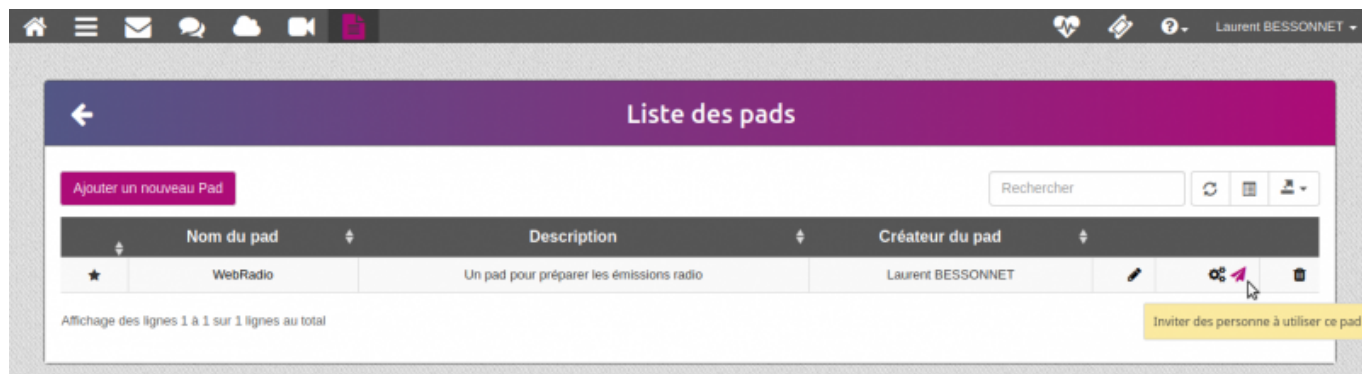 Laurent BESSONNET
Liste des pads
Ajouter un nouveau Pad
Rechercher
Nom du pad Description Créateur du pad
WebRadio Un pad pour préparer les émissions radio Laurent BESSONNET
Affichage des lignes 1 à 1 sur 1 lignes au total
Inviter des personne à utiliser ce pad